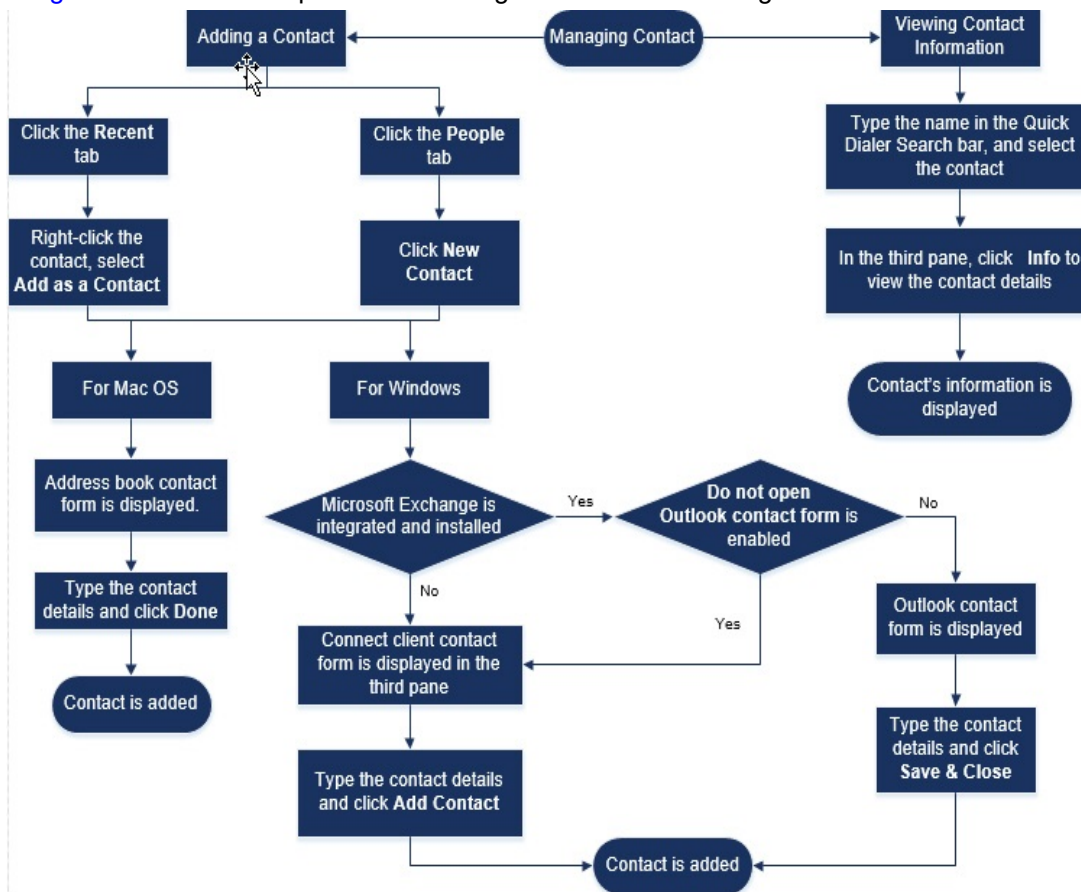 Adding a Contact
Managing Contact
Viewing Contact
Information
Click the Recent
tab
Click the People
tab
Type the name in the Quick
Dialer Search bar, and select
the contact
Right-click the
contact, select
Add as a Contact
Click New
Contact
In the third pane, click Info to
view the contact details
For Mac OS
For Windows
Contact's information is
displayed
Address book contact
form is displayed.
Microsoft Exchange is
integrated and installed
Yes
Do not open
Outlook contact form is
enabled
No
Type the contact
details and click Done
No
Yes
Outlook contact
form is displayed
Connect client contact
form is displayed in the
third pane
Contact is added
Type the contact
details and click
Save & Close
Type the contact details
and click Add Contact
Contact is added